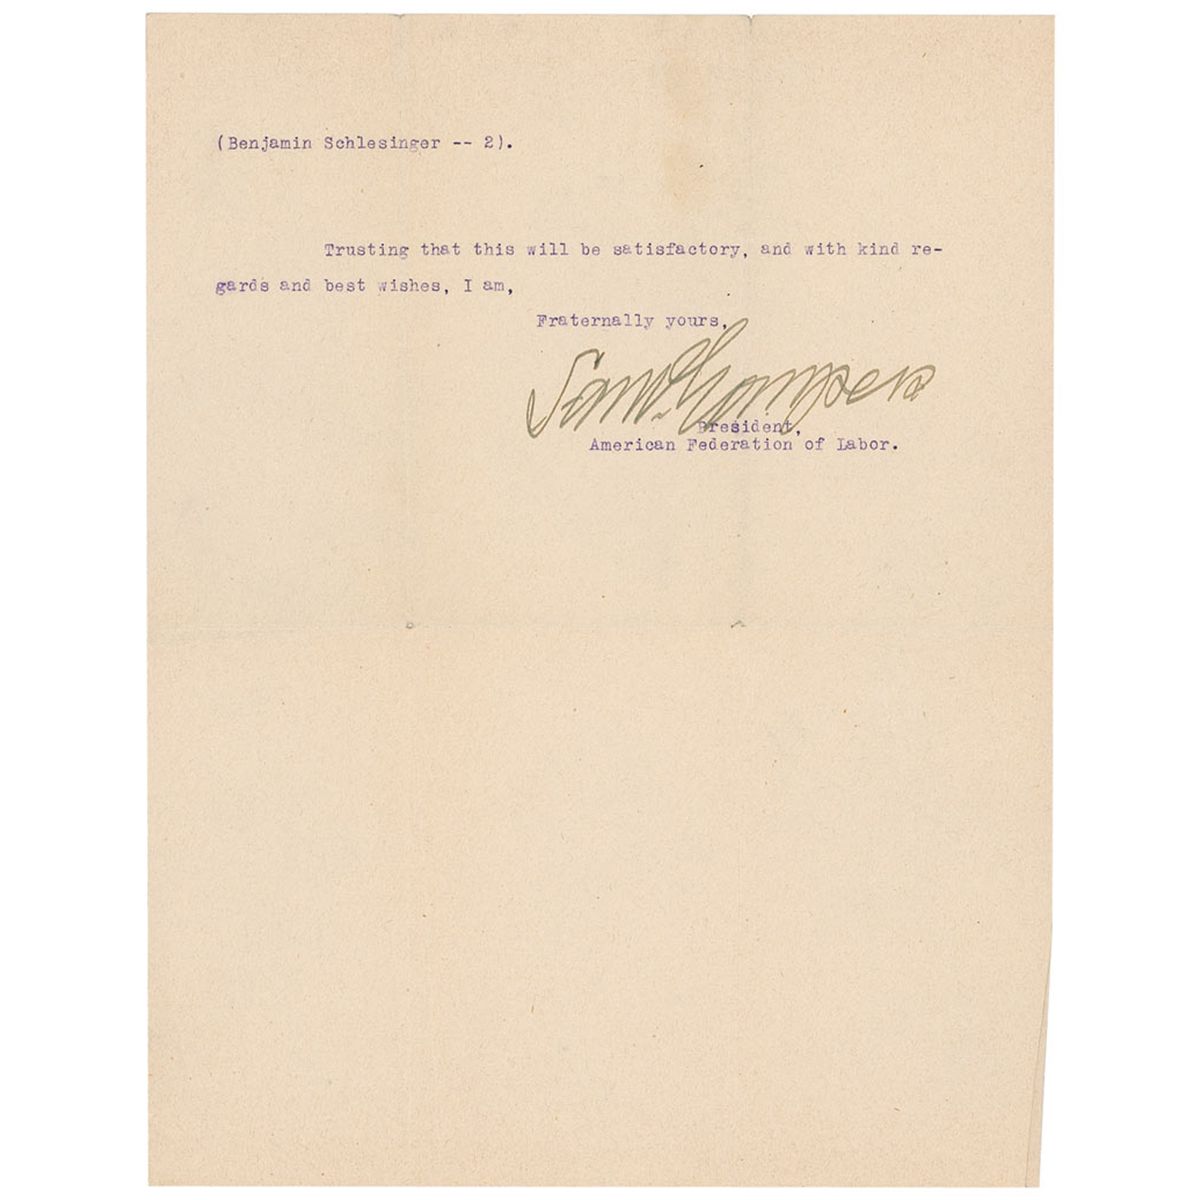 (Benjamin Schlesinger -- 2).
Trusting that this will be satisfactory, and with kind re-
gards and best wishes, I am,
Fraternally yours,
Saml Gompers
President,
American Federation of Labor.